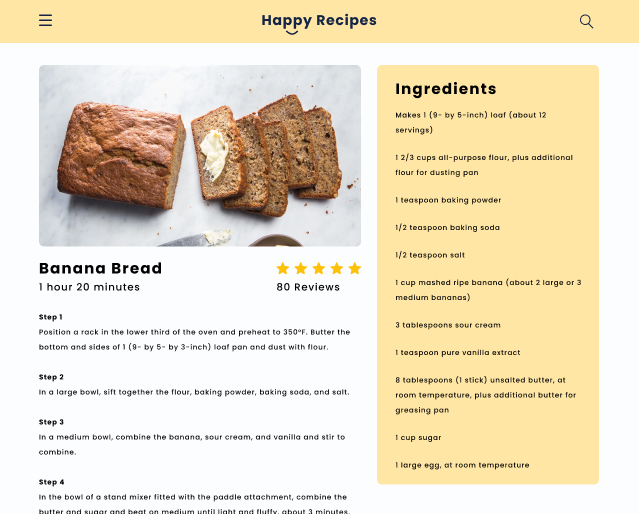 Happy Recipes
Banana Bread
1 hour 20 minutes
80 Reviews
Step 1
Position a rack in the lower third of the oven and preheat to 350°F. Butter the
bottom and sides of 1 (9- by 5- by 3-inch) loaf pan and dust with flour.
Step 2
In a large bowl, sift together the flour, baking powder, baking soda, and salt.
Step 3
In a medium bowl, combine the banana, sour cream, and vanilla and stir to
combine.
Step 4
In the bowl of a stand mixer fitted with the paddle attachment, combine the
butter and sugar and beat on medium until light and fluffy, about 3 minutes.
Ingredients
Makes 1 (9- by 5-inch) loaf (about 12
servings)
1 2/3 cups all-purpose flour, plus additional
flour for dusting pan
1 teaspoon baking powder
1/2 teaspoon baking soda
1/2 teaspoon salt
1 cup mashed ripe banana (about 2 large or 3
medium bananas)
3 tablespoons sour cream
1 teaspoon pure vanilla extract
8 tablespoons (1 stick) unsalted butter, at
room temperature, plus additional butter for
greasing pan
1 cup sugar
1 large egg, at room temperature